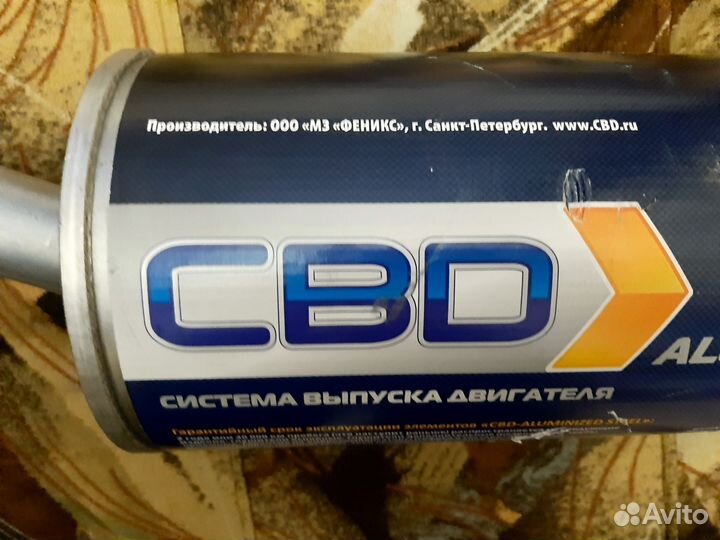 Производитель: ООО «МЗ «ФЕНИКС», г. Санкт-Петербург. www.CBD.ru
CBD
AL
СИСТЕМА ВЫПУСКА ДВИГАТЕЛЯ
Гарантийный срок эксплуатации элементов «CBD-ALUMINIZED STEEL»:
Avito